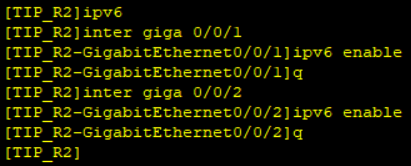 [TIP_R2]ipv6
[TIP_R2]inter giga 0/0/1
[TIP_R2-GigabitEthernet0/0/1]ipv6 enable
[TIP_R2-GigabitEthernet0/0/1]q
[TIP_R2]inter giga 0/0/2
[TIP_R2-GigabitEthernet0/0/2]ipv6 enable
[TIP_R2-GigabitEthernet0/0/2]q
[TIP_R2]